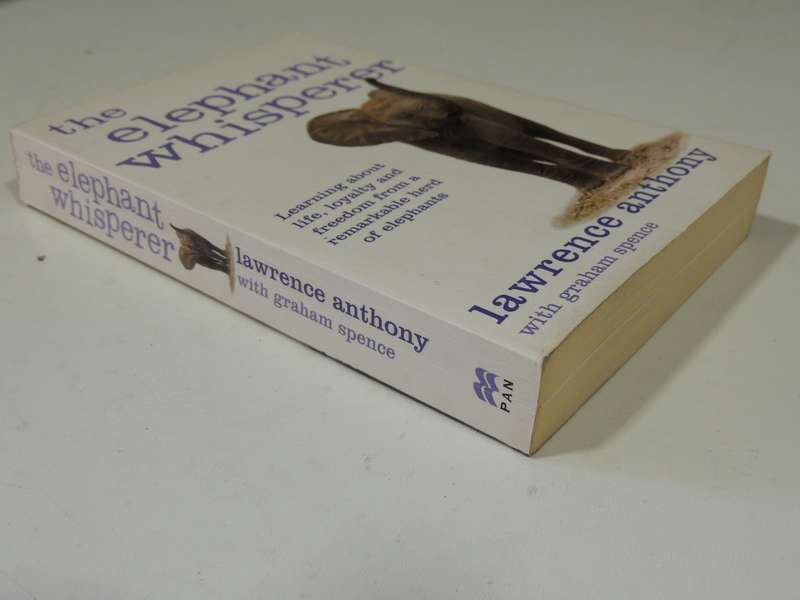 the
elephant
whisperer
Learning about
life, loyalty and
freedom from a
remarkable herd
of elephants
lawrence anthony
with graham spence
the elephant
whisperer
lawrence anthony
with graham spence
PAN